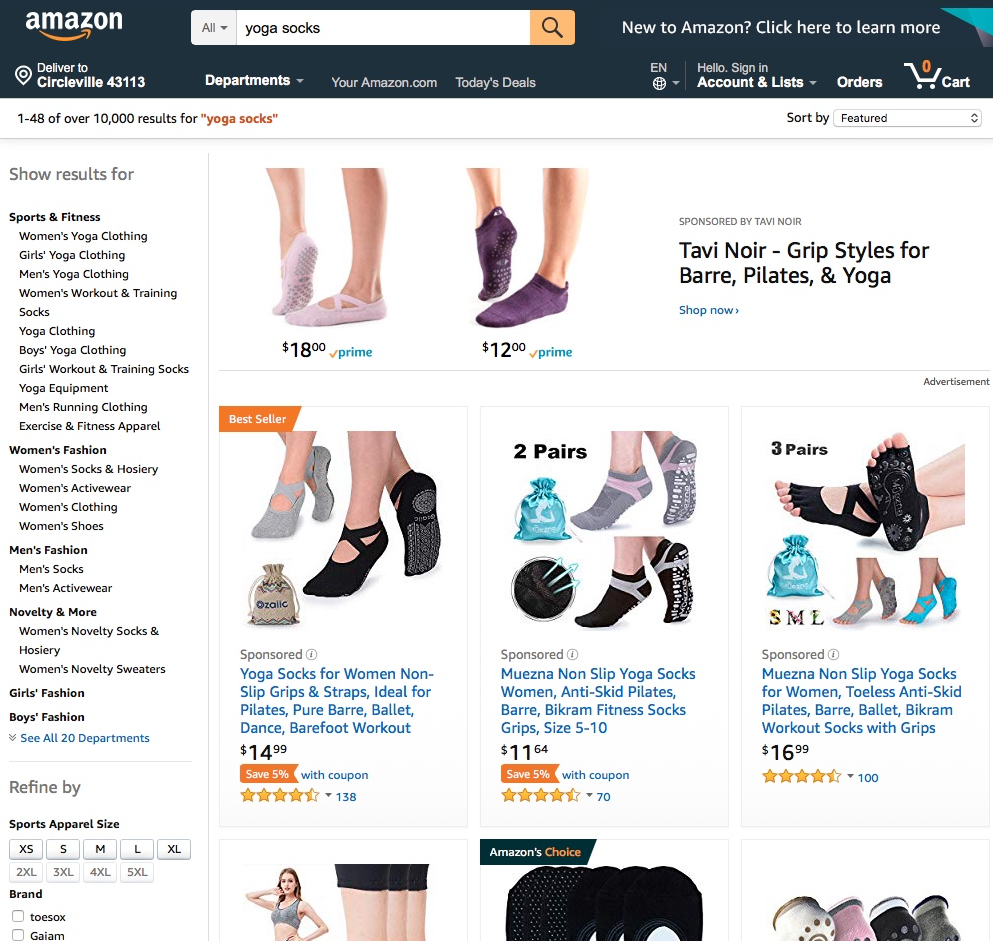 amazon
All
yoga socks
New to Amazon? Click here to learn more
Deliver to
Circleville 43113
Departments
Your Amazon.com
Today's Deals
EN
Hello. Sign in
Account & Lists
Orders
0
Cart
1-48 of over 10,000 results for "yoga socks"
Sort by
Featured
Show results for
Sports & Fitness
Women's Yoga Clothing
Girls' Yoga Clothing
Men's Yoga Clothing
Women's Workout & Training
Socks
Yoga Clothing
Boys' Yoga Clothing
Girls' Workout & Training Socks
Yoga Equipment
Men's Running Clothing
Exercise & Fitness Apparel
Women's Fashion
Women's Socks & Hosiery
Women's Activewear
Women's Clothing
Women's Shoes
Men's Fashion
Men's Socks
Men's Activewear
Novelty & More
Women's Novelty Socks &
Hosiery
Women's Novelty Sweaters
Girls' Fashion
Boys' Fashion
See All 20 Departments
Refine by
Sports Apparel Size
XS S M L XL
2XL 3XL 4XL 5XL
Brand
toesox
Gaiam
$1800 prime
$1200 prime
SPONSORED BY TAVI NOIR
Tavi Noir - Grip Styles for
Barre, Pilates, & Yoga
Shop now ›
Advertisement
Best Seller
Ozaiic
Sponsored
Yoga Socks for Women Non-
Slip Grips & Straps, Ideal for
Pilates, Pure Barre, Ballet,
Dance, Barefoot Workout
$1499
Save 5% with coupon
138
2 Pairs
Sponsored
Muezna Non Slip Yoga Socks
Women, Anti-Skid Pilates,
Barre, Bikram Fitness Socks
Grips, Size 5-10
$1164
Save 5% with coupon
70
3 Pairs
S M L
Sponsored
Muezna Non Slip Yoga Socks
for Women, Toeless Anti-Skid
Pilates, Barre, Ballet, Bikram
Workout Socks with Grips
$1699
100
Amazon's Choice